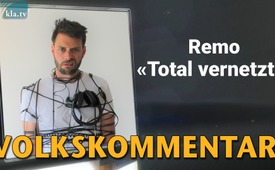 kla.tv
Remo
«Total vernetzt
VOLKSKOMMENTAR